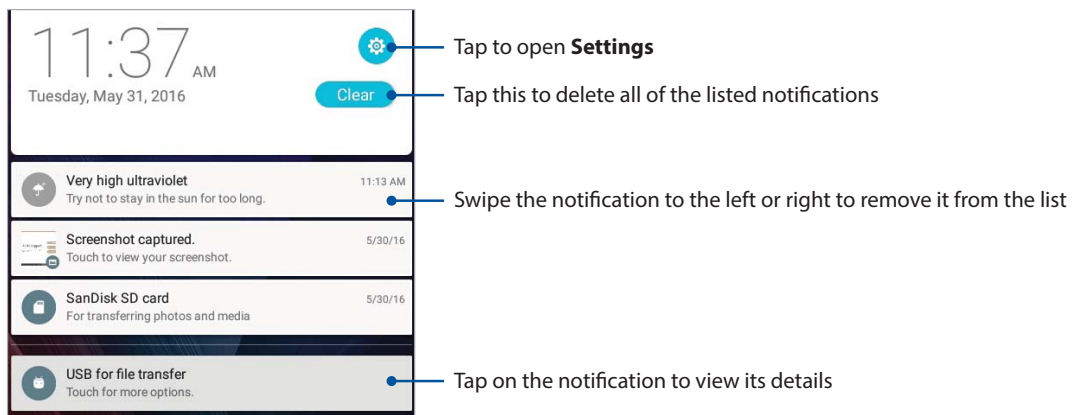 11:37 AM
Tuesday, May 31, 2016
Tap to open Settings
Clear
Tap this to delete all of the listed notifications
Very high ultraviolet
11:13 AM
Try not to stay in the sun for too long.
Swipe the notification to the left or right to remove it from the list
Screenshot captured.
5/30/16
Touch to view your screenshot.
SanDisk SD card
5/30/16
For transferring photos and media
USB for file transfer
Touch for more options.
Tap on the notification to view its details